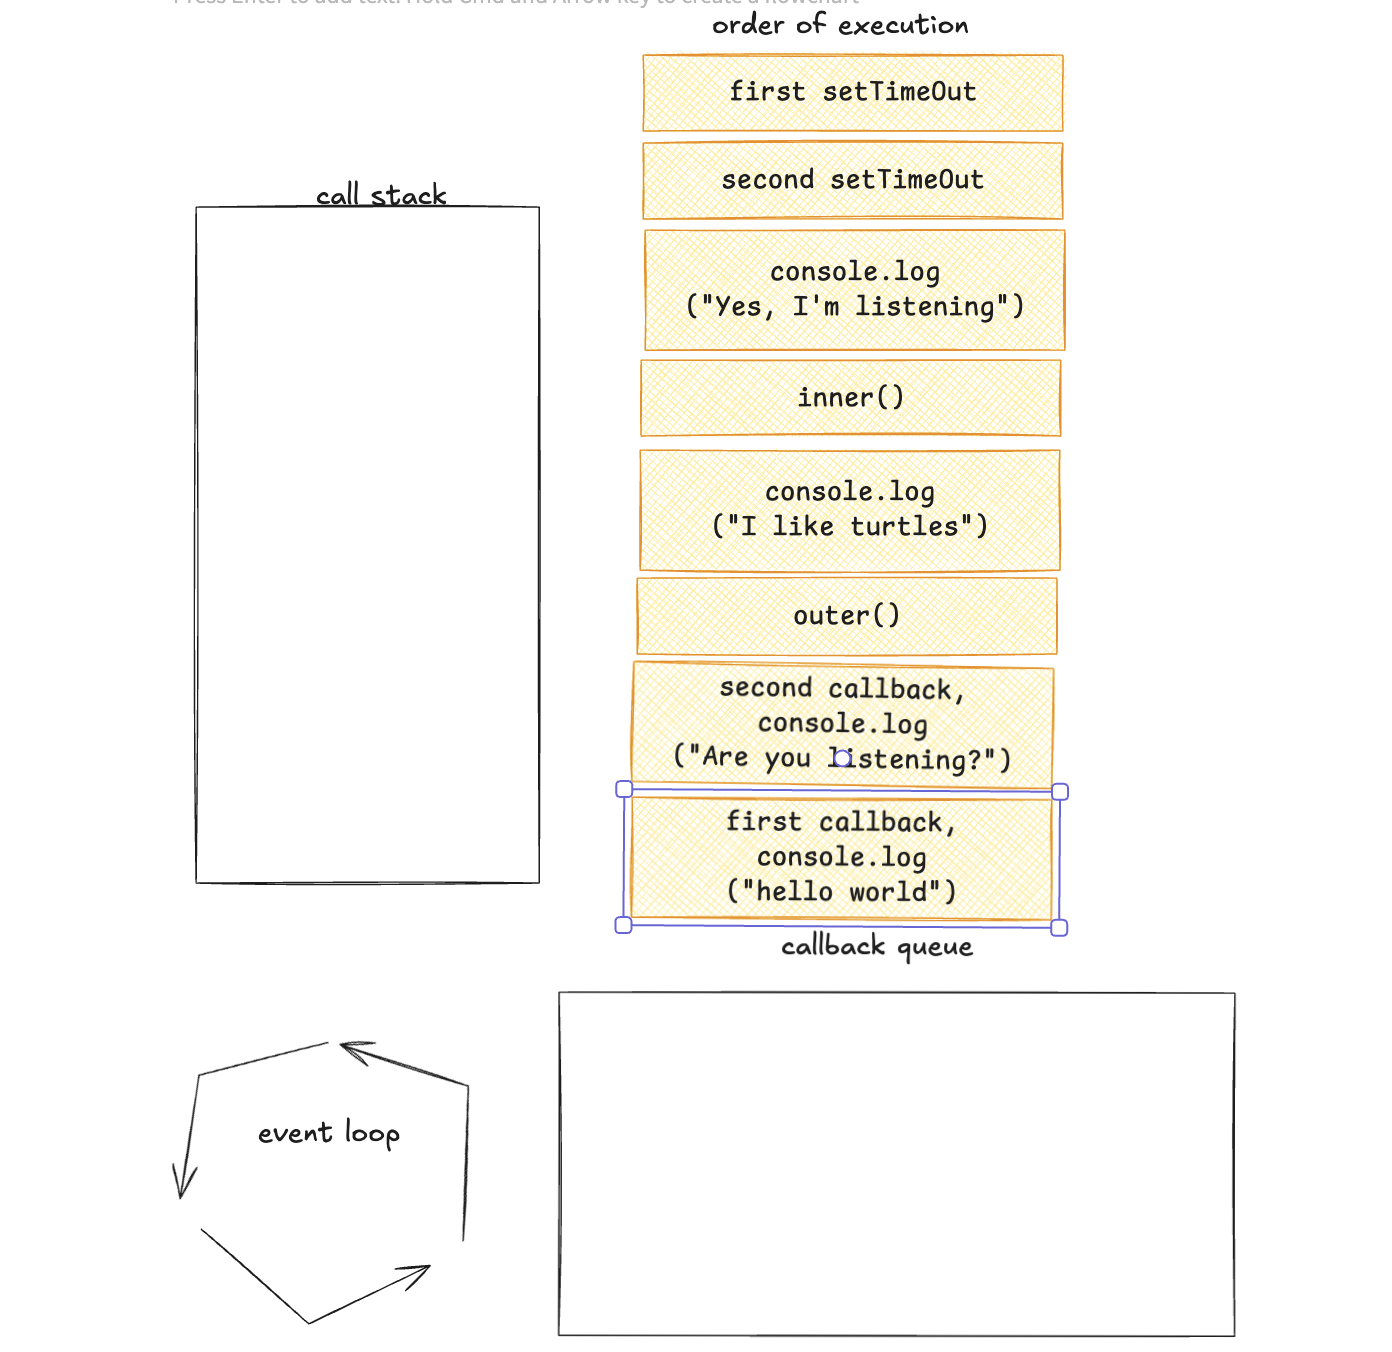 Press Enter to add text. Hold Cmd and Arrow key to create a flowchart
order of execution
first setTimeOut
second setTimeOut
call stack
console.log
("Yes, I'm listening")
inner()
console.log
("I like turtles")
outer()
second callback,
console.log
("Are you listening?")
first callback,
console.log
("hello world")
callback queue
event loop